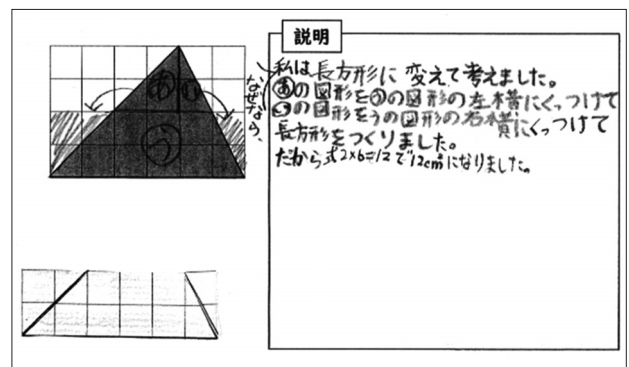 説明
私は長方形に変えて考えました。
なぜなら、
あの図形をうの図形の左横にくっつけて
いの図形をうの図形の右横にくっつけて
長方形をつくりました。
だから式2×6=12で12cm²になりました。
あ
い
う